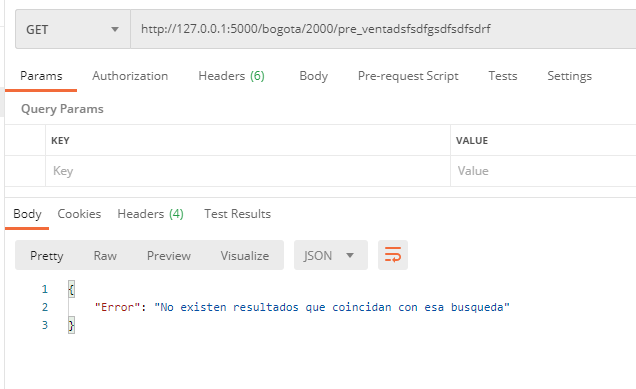 GET http://127.0.0.1:5000/bogota/2000/pre_ventadsfsdfgsdfsdfsdrf
Params Authorization Headers (6) Body Pre-request Script Tests Settings
Query Params
KEY VALUE
Key Value
Body Cookies Headers (4) Test Results
Pretty Raw Preview Visualize JSON
1 {
2 "Error": "No existen resultados que coincidan con esa busqueda"
3 }